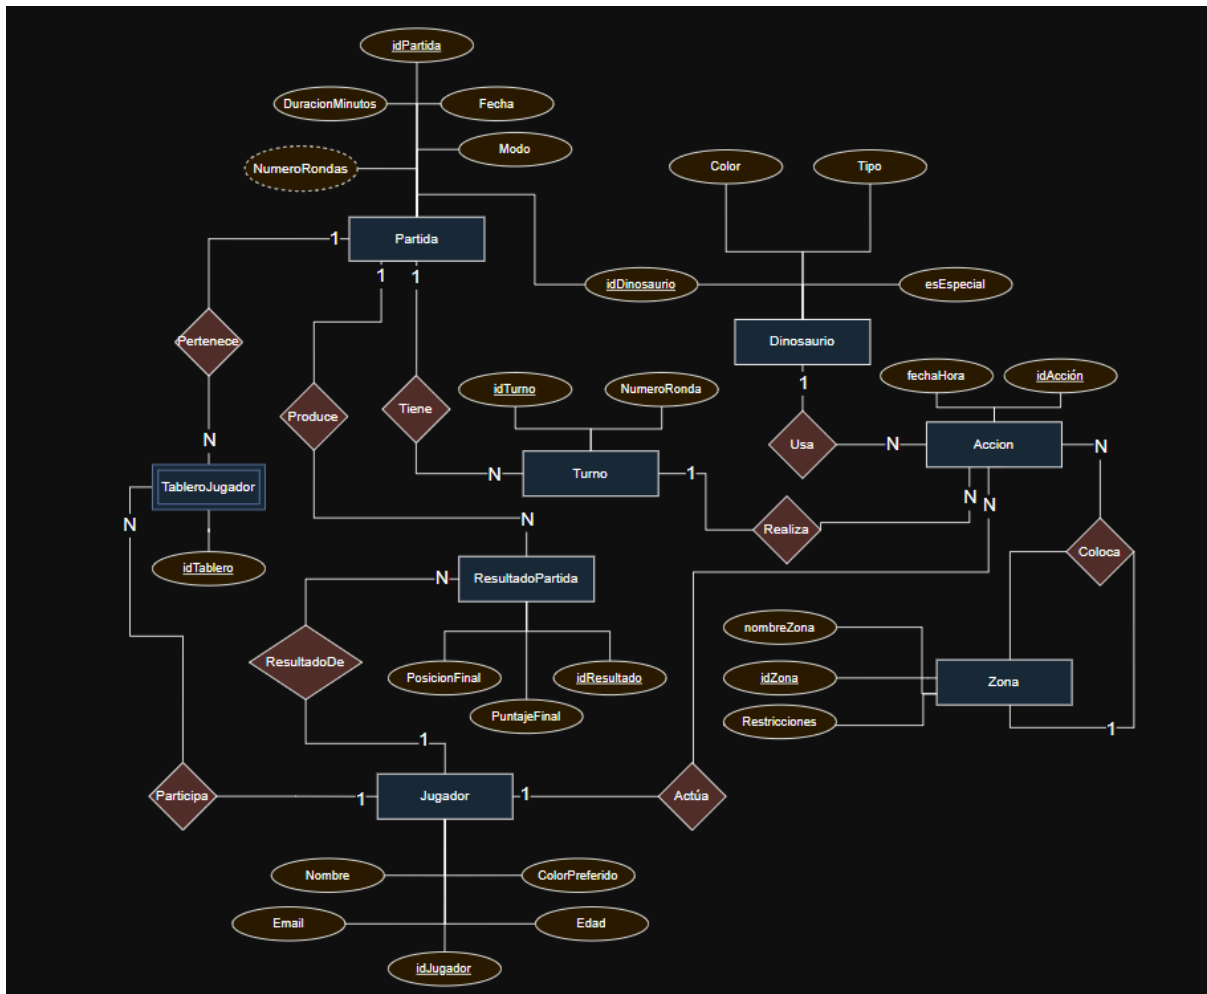 idPartida
DuracionMinutos
Fecha
Modo
NumeroRondas
Color
Tipo
1
Partida
1
1
idDinosaurio
esEspecial
Pertenece
Dinosaurio
fechaHora
idAcción
1
idTurno
NumeroRonda
Produce
Tiene
N
Usa
N
Accion
N
TableroJugador
N
Turno
1
N
N
N
N
Realiza
Coloca
idTablero
N
ResultadoPartida
nombreZona
ResultadoDe
PosicionFinal
idResultado
idZona
Zona
PuntajeFinal
Restricciones
1
1
Participa
1
Jugador
1
Actúa
Nombre
ColorPreferido
Email
Edad
idJugador